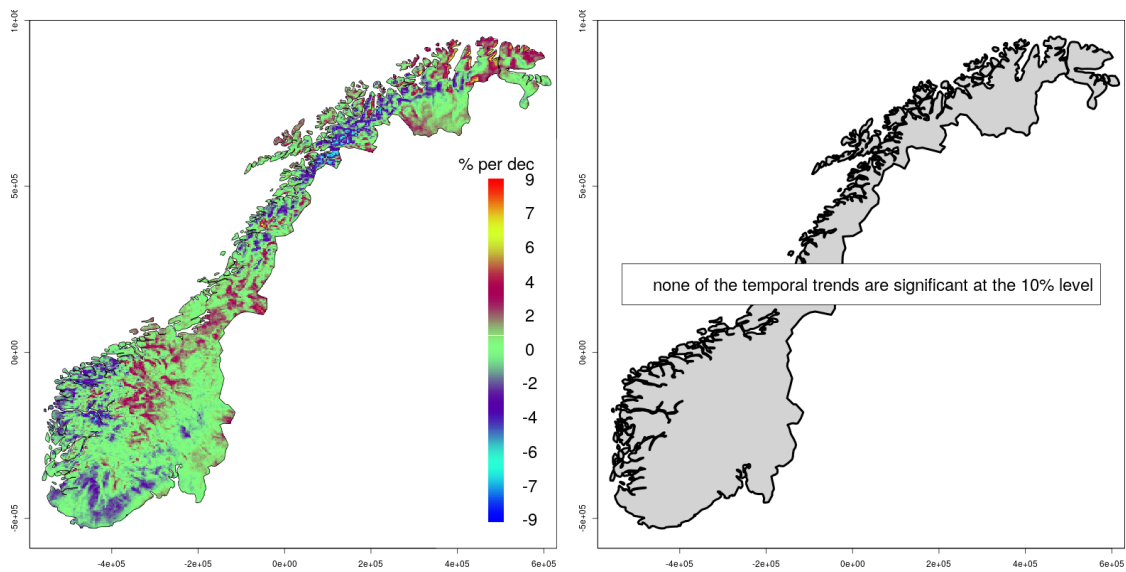 1e+06
5e+05
0e+00
-5e+05
-4e+05 -2e+05 0e+00 2e+05 4e+05 6e+05
% per dec
9
7
6
4
2
0
-2
-4
-6
-7
-9
5e+05
0e+00
-5e+05
-4e+05 -2e+05 0e+00 2e+05 4e+05 6e+05
none of the temporal trends are significant at the 10% level